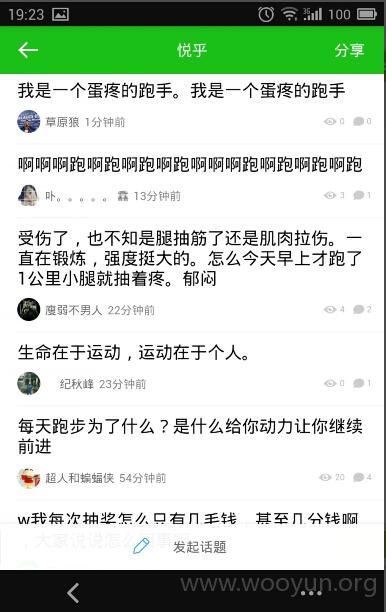 19:23 3G 100
悦乎 分享
我是一个蛋疼的跑手。我是一个蛋疼的跑手
草原狼 1分钟前 0 0
啊啊啊跑啊跑啊跑啊跑啊啊啊跑啊跑啊跑啊跑
卟。。。。。 13分钟前 3 1
受伤了，也不知是腿抽筋了还是肌肉拉伤。一
直在锻炼，强度挺大的。怎么今天早上才跑了
1公里小腿就抽着疼。郁闷
廋弱不男人 22分钟前 4 2
生命在于运动，运动在于个人。
纪秋峰 23分钟前 0 1
每天跑步为了什么？是什么给你动力让你继续
前进
超人和蝙蝠侠 54分钟前 20 4
w我每次抽奖怎么只有几毛钱，甚至几分钱啊
，大家说说怎么
发起话题
www.wooyun.org